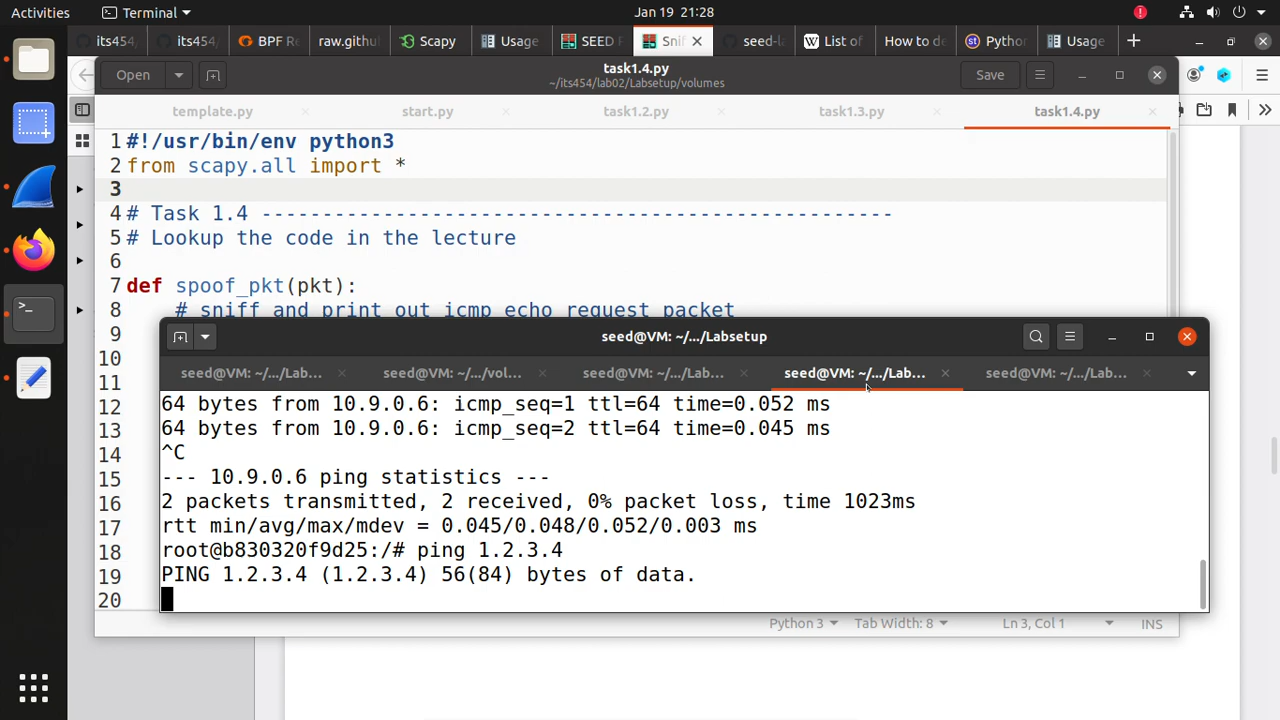 Activities
Terminal
Jan 19 21:28
its454/
its454/
BPF Re
raw.githu
Scapy
Usage
SEED
Snif
seed-la
List of
How to de
Python
Usage
Open
task1.4.py
~/its454/lab02/Labsetup/volumes
Save
template.py
start.py
task1.2.py
task1.3.py
task1.4.py
1 #!/usr/bin/env python3
2 from scapy.all import *
3
4 # Task 1.4 ----------------------------------------------------
5 # Lookup the code in the lecture
6
7 def spoof_pkt(pkt):
8 # sniff and print out icmp echo request packet
9
10
11
12
13
14
15
16
17
18
19
20
seed@VM: ~/.../Labsetup
seed@VM: ~/.../Lab...
seed@VM: ~/.../vol...
seed@VM: ~/.../Lab...
seed@VM: ~/.../Lab...
seed@VM: ~/.../Lab...
64 bytes from 10.9.0.6: icmp_seq=1 ttl=64 time=0.052 ms
64 bytes from 10.9.0.6: icmp_seq=2 ttl=64 time=0.045 ms
^C
--- 10.9.0.6 ping statistics ---
2 packets transmitted, 2 received, 0% packet loss, time 1023ms
rtt min/avg/max/mdev = 0.045/0.048/0.052/0.003 ms
root@b830320f9d25:/# ping 1.2.3.4
PING 1.2.3.4 (1.2.3.4) 56(84) bytes of data.
Python 3
Tab Width: 8
Ln 3, Col 1
INS